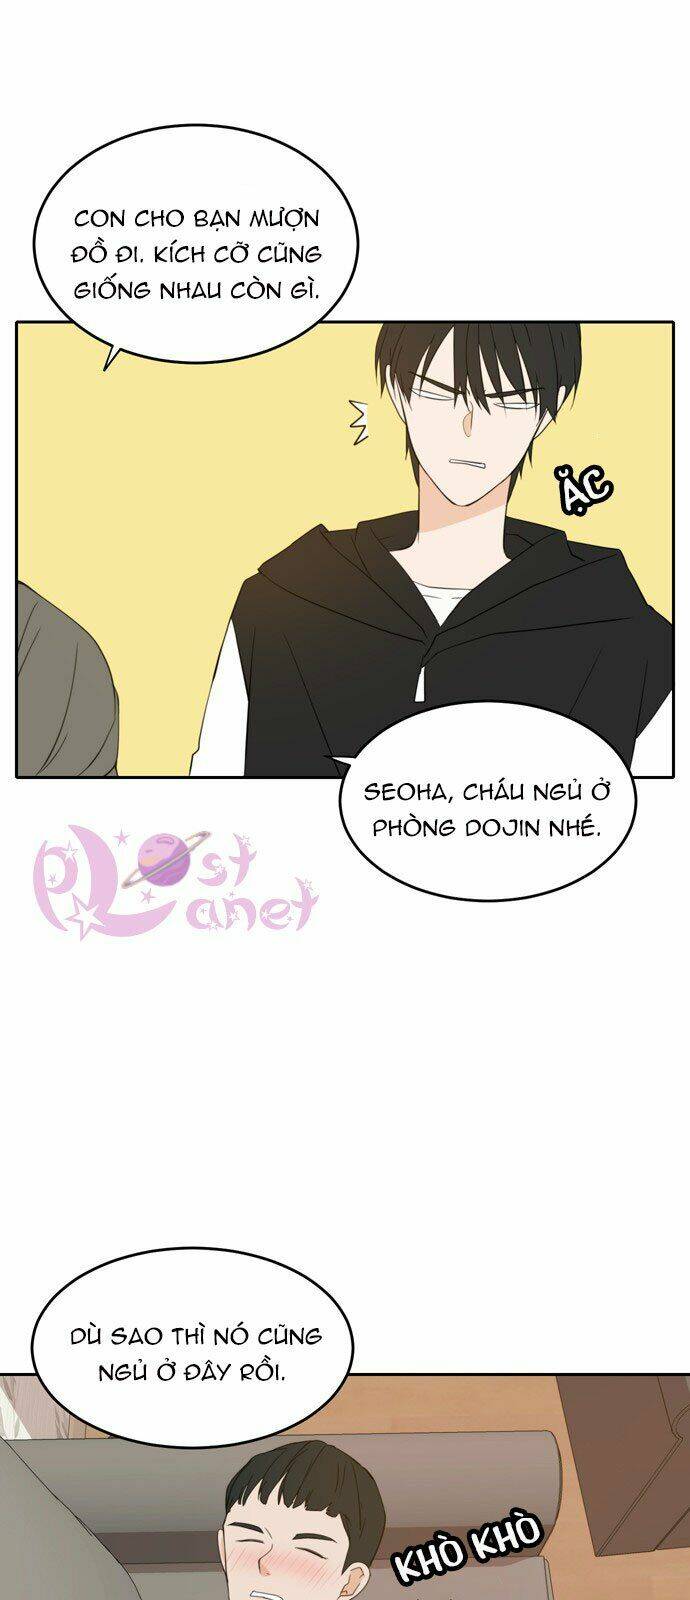 CON CHO BẠN MƯỢN
ĐỒ ĐI. KÍCH CỠ CŨNG
GIỐNG NHAU CÒN GÌ.
ẶC
SEOHA, CHÁU NGỦ Ở
PHÒNG DOJIN NHÉ.
Lost
Planet
DÙ SAO THÌ NÓ CŨNG
NGỦ Ở ĐÂY RỒI.
KHÒ KHÒ